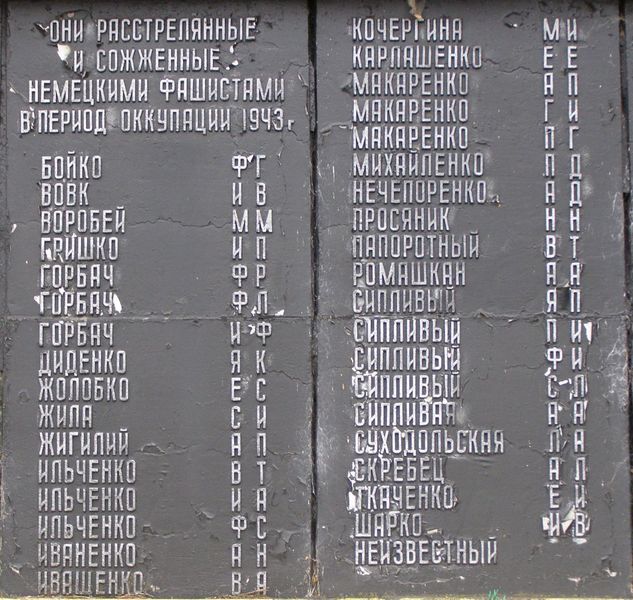 ОНИ РАССТРЕЛЯННЫЕ
И СОЖЖЕННЫЕ
НЕМЕЦКИМИ ФАШИСТАМИ
В ПЕРИОД ОККУПАЦИИ 1943 г
БОЙКО Ф Г
ВОВК И В
ВОРОБЕЙ М М
ГРИШКО И П
ГОРБАЧ Ф Р
ГОРБАЧ Ф Л
ГОРБАЧ И Ф
ДИДЕНКО Я К
ЖОЛОБКО Е С
ЖИЛА С И
ЖИГИЛИЙ А П
ИЛЬЧЕНКО В Т
ИЛЬЧЕНКО И А
ИЛЬЧЕНКО Ф С
ИВАНЕНКО А Н
ИВАЩЕНКО В А
КОЧЕРГИНА М И
КАРЛАШЕНКО Е Е
МАКАРЕНКО А П
МАКАРЕНКО Г И
МАКАРЕНКО П Г
МИХАЙЛЕНКО П Д
НЕЧЕПОРЕНКО А Д
ПРОСЯНИК Н Н
ПАПОРОТНЫЙ В Т
РОМАШКАН А А
СИПЛИВЫЙ Я П
СИПЛИВЫЙ П И
СИПЛИВЫЙ Ф И
СИПЛИВЫЙ С Л
СИПЛИВАЯ А А
СУХОДОЛЬСКАЯ Л А
СКРЕБЕЦ А Л
ТКАЧЕНКО Е И
ШАРКО И В
НЕИЗВЕСТНЫЙ